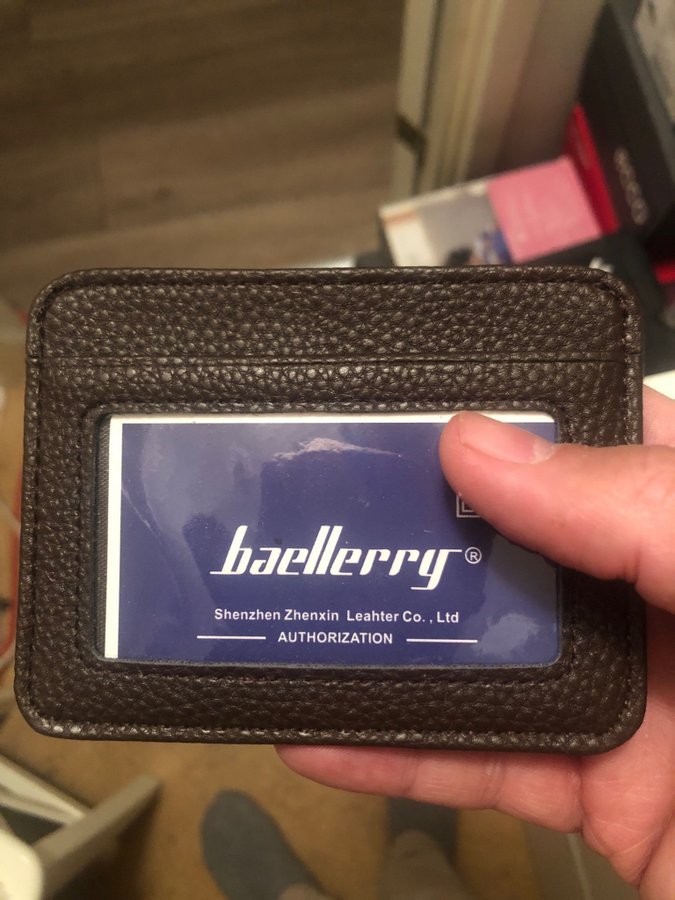 baellerry®
Shenzhen Zhenxin Leahter Co. , Ltd
AUTHORIZATION